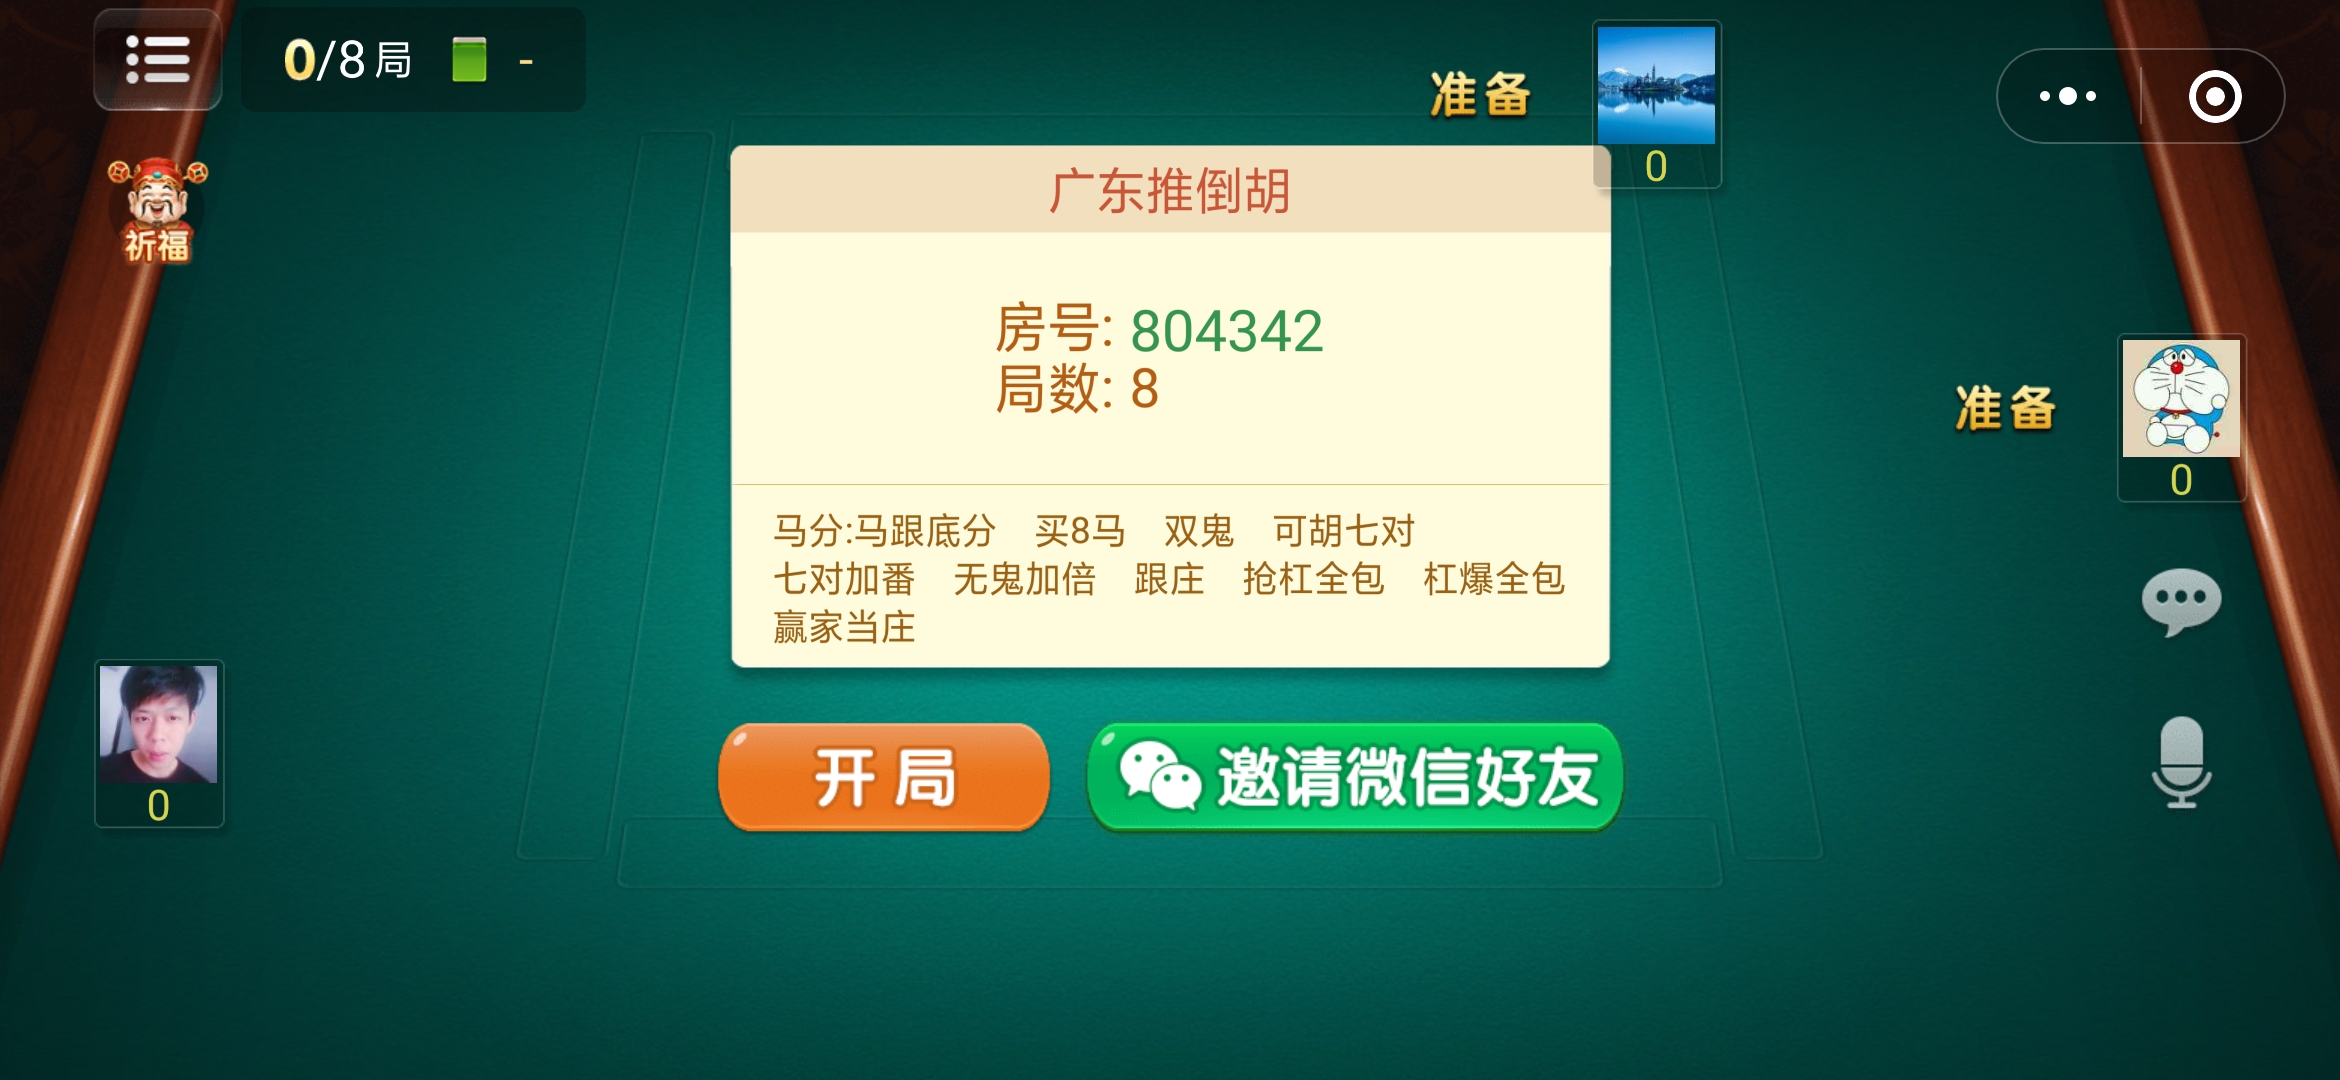 0/8局 -
准备
0
祈福
广东推倒胡
房号: 804342
局数: 8
准备
0
马分:马跟底分 买8马 双鬼 可胡七对
七对加番 无鬼加倍 跟庄 抢杠全包 杠爆全包
赢家当庄
0
开局
邀请微信好友